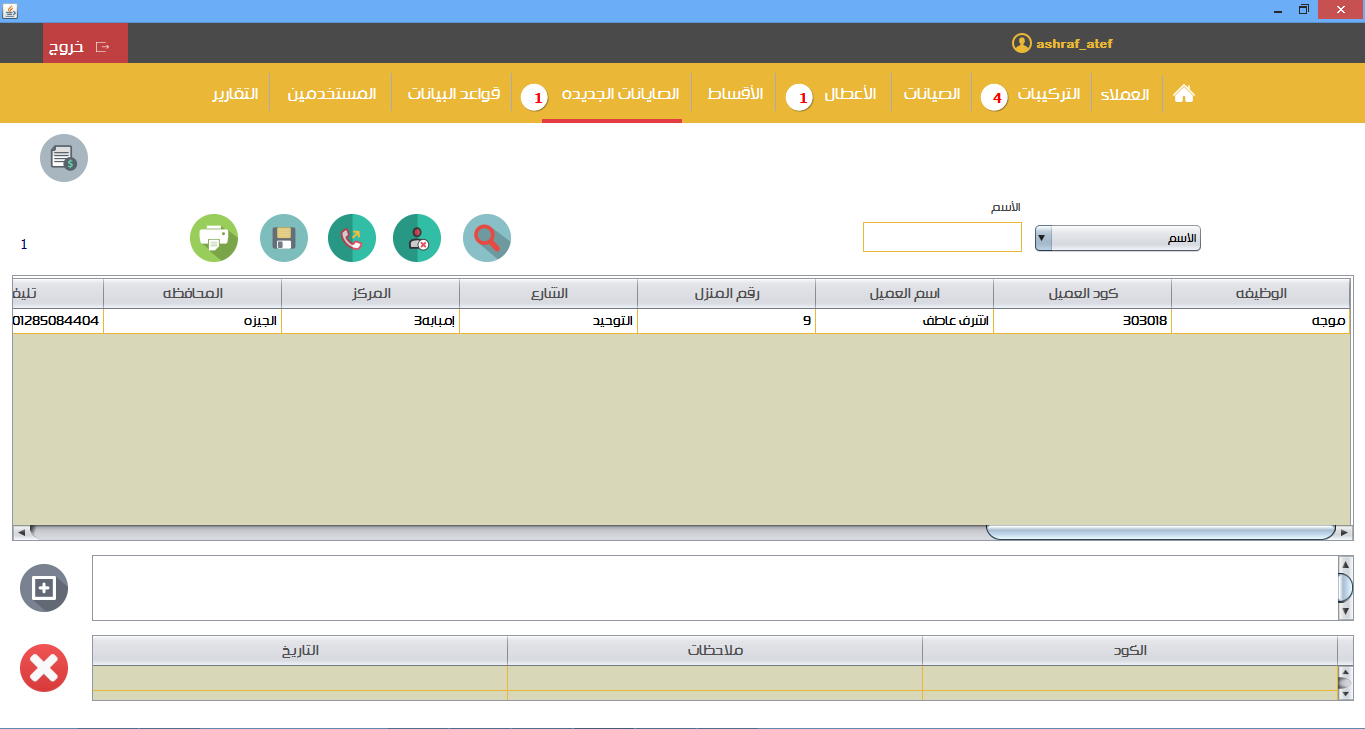 ashraf_atef
خروج
العملاء
التركيبات 4
الصيانات
الأعطال 1
الأقساط
الصايانات الجديده 1
قواعد البيانات
المستخدمين
التقارير
الأسم
الاسم
1
الوظيفه كود العميل اسم العميل رقم المنزل الشارع المركز المحافظه تليف
موجه 303018 اشرف عاطف 9 التوحيد إمبابه3 الجيزه 01285084404
الكود ملاحظات التاريخ